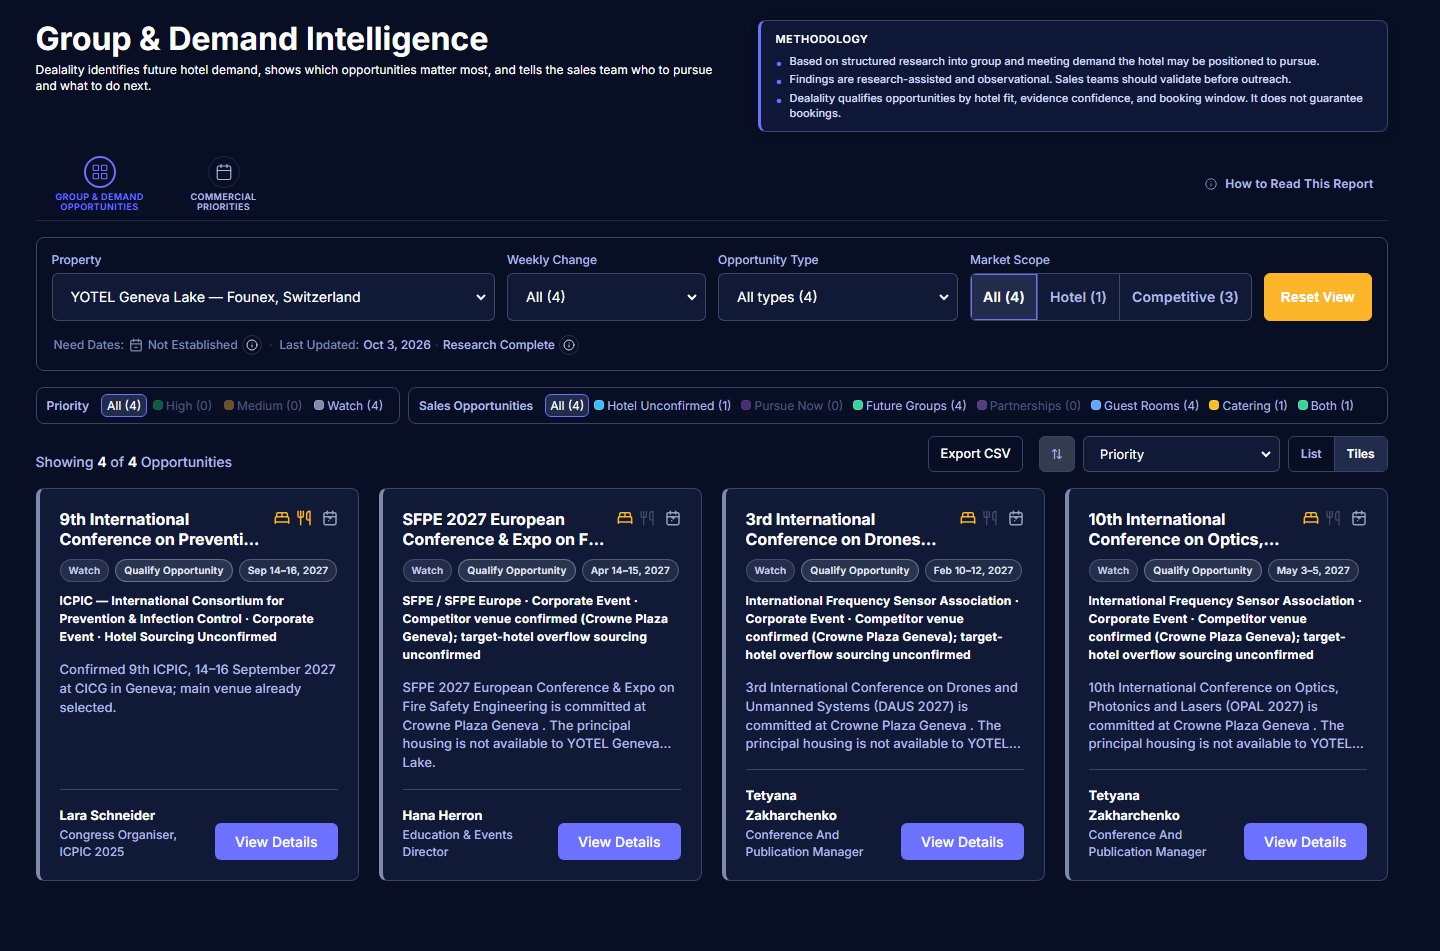 Group & Demand Intelligence
Dealality identifies future hotel demand, shows which opportunities matter most, and tells the sales team who to pursue
and what to do next.
METHODOLOGY
Based on structured research into group and meeting demand the hotel may be positioned to pursue.
Findings are research-assisted and observational. Sales teams should validate before outreach.
Dealality qualifies opportunities by hotel fit, evidence confidence, and booking window. It does not guarantee
bookings.
GROUP & DEMAND
OPPORTUNITIES
COMMERCIAL
PRIORITIES
How to Read This Report
Property
YOTEL Geneva Lake — Founex, Switzerland
Weekly Change
All (4)
Opportunity Type
All types (4)
Market Scope
All (4) Hotel (1) Competitive (3)
Reset View
Need Dates: Not Established · Last Updated: Oct 3, 2026 · Research Complete
Priority All (4) High (0) Medium (0) Watch (4)
Sales Opportunities All (4) Hotel Unconfirmed (1) Pursue Now (0) Future Groups (4) Partnerships (0) Guest Rooms (4) Catering (1) Both (1)
Showing 4 of 4 Opportunities
Export CSV
Priority
List Tiles
9th International
Conference on Preventi...
Watch Qualify Opportunity Sep 14–16, 2027
ICPIC — International Consortium for
Prevention & Infection Control · Corporate
Event · Hotel Sourcing Unconfirmed
Confirmed 9th ICPIC, 14–16 September 2027
at CICG in Geneva; main venue already
selected.
Lara Schneider
Congress Organiser,
ICPIC 2025
View Details
SFPE 2027 European
Conference & Expo on F...
Watch Qualify Opportunity Apr 14–15, 2027
SFPE / SFPE Europe · Corporate Event ·
Competitor venue confirmed (Crowne Plaza
Geneva); target-hotel overflow sourcing
unconfirmed
SFPE 2027 European Conference & Expo on
Fire Safety Engineering is committed at
Crowne Plaza Geneva . The principal
housing is not available to YOTEL Geneva...
Lake.
Hana Herron
Education & Events
Director
View Details
3rd International
Conference on Drones...
Watch Qualify Opportunity Feb 10–12, 2027
International Frequency Sensor Association ·
Corporate Event · Competitor venue
confirmed (Crowne Plaza Geneva); target-
hotel overflow sourcing unconfirmed
3rd International Conference on Drones and
Unmanned Systems (DAUS 2027) is
committed at Crowne Plaza Geneva . The
principal housing is not available to YOTEL...
Tetyana
Zakharchenko
Conference And
Publication Manager
View Details
10th International
Conference on Optics,...
Watch Qualify Opportunity May 3–5, 2027
International Frequency Sensor Association ·
Corporate Event · Competitor venue
confirmed (Crowne Plaza Geneva); target-
hotel overflow sourcing unconfirmed
10th International Conference on Optics,
Photonics and Lasers (OPAL 2027) is
committed at Crowne Plaza Geneva . The
principal housing is not available to YOTEL...
Tetyana
Zakharchenko
Conference And
Publication Manager
View Details